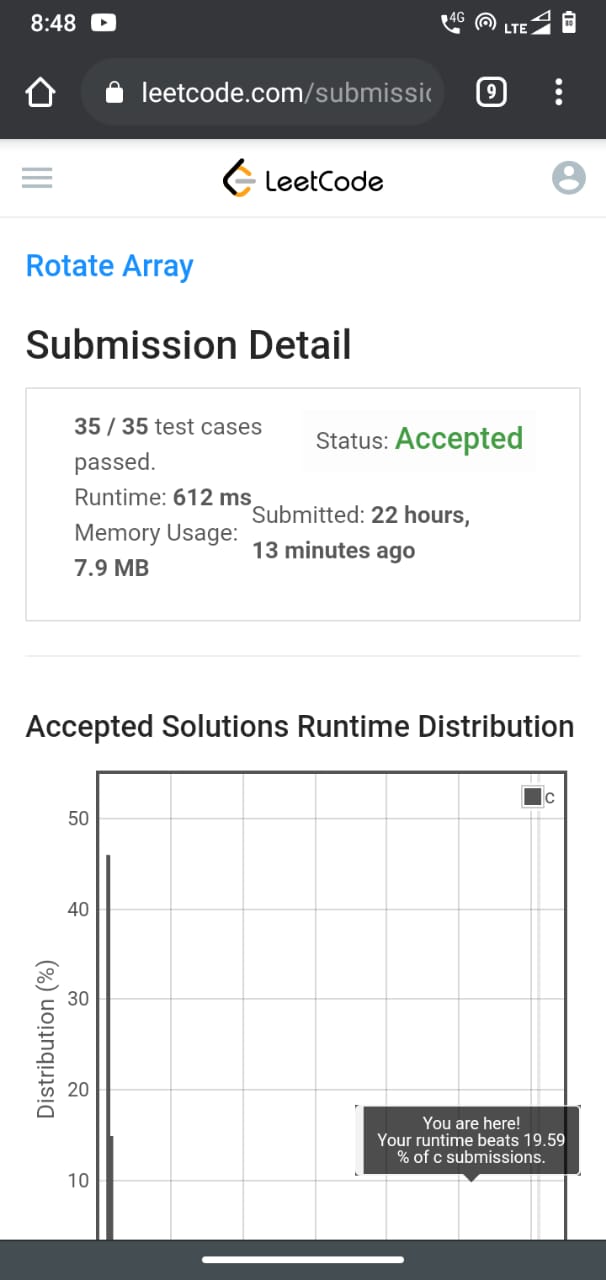 8:48
4G
LTE
leetcode.com/submissi
9
LeetCode
Rotate Array
Submission Detail
35 / 35 test cases
passed.
Status: Accepted
Runtime: 612 ms
Submitted: 22 hours,
13 minutes ago
Memory Usage:
7.9 MB
Accepted Solutions Runtime Distribution
c
50
40
30
20
10
Distribution (%)
You are here!
Your runtime beats 19.59
% of c submissions.